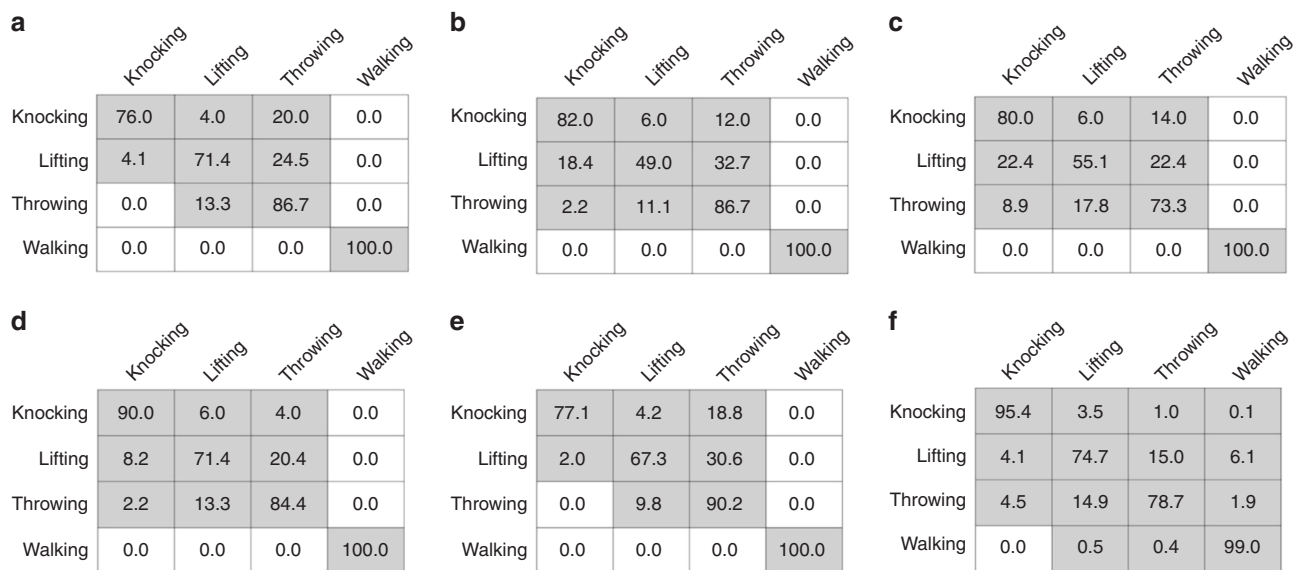 a
Knocking Lifting Throwing Walking
Knocking 76.0 4.0 20.0 0.0
Lifting 4.1 71.4 24.5 0.0
Throwing 0.0 13.3 86.7 0.0
Walking 0.0 0.0 0.0 100.0
b
Knocking Lifting Throwing Walking
Knocking 82.0 6.0 12.0 0.0
Lifting 18.4 49.0 32.7 0.0
Throwing 2.2 11.1 86.7 0.0
Walking 0.0 0.0 0.0 100.0
c
Knocking Lifting Throwing Walking
Knocking 80.0 6.0 14.0 0.0
Lifting 22.4 55.1 22.4 0.0
Throwing 8.9 17.8 73.3 0.0
Walking 0.0 0.0 0.0 100.0
d
Knocking Lifting Throwing Walking
Knocking 90.0 6.0 4.0 0.0
Lifting 8.2 71.4 20.4 0.0
Throwing 2.2 13.3 84.4 0.0
Walking 0.0 0.0 0.0 100.0
e
Knocking Lifting Throwing Walking
Knocking 77.1 4.2 18.8 0.0
Lifting 2.0 67.3 30.6 0.0
Throwing 0.0 9.8 90.2 0.0
Walking 0.0 0.0 0.0 100.0
f
Knocking Lifting Throwing Walking
Knocking 95.4 3.5 1.0 0.1
Lifting 4.1 74.7 15.0 6.1
Throwing 4.5 14.9 78.7 1.9
Walking 0.0 0.5 0.4 99.0